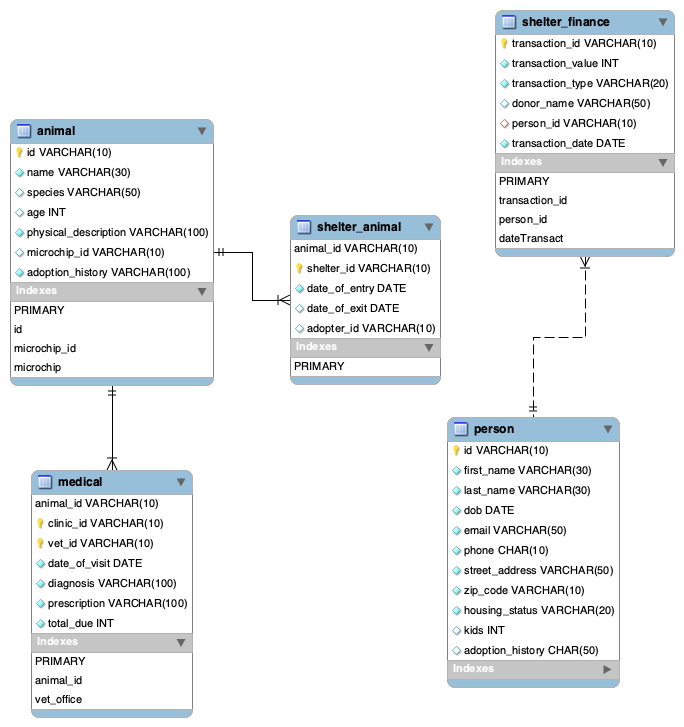 shelter_finance
transaction_id VARCHAR(10)
transaction_value INT
transaction_type VARCHAR(20)
donor_name VARCHAR(50)
person_id VARCHAR(10)
transaction_date DATE
Indexes
PRIMARY
transaction_id
person_id
dateTransact
animal
id VARCHAR(10)
name VARCHAR(30)
species VARCHAR(50)
age INT
physical_description VARCHAR(100)
microchip_id VARCHAR(10)
adoption_history VARCHAR(100)
Indexes
PRIMARY
id
microchip_id
microchip
shelter_animal
animal_id VARCHAR(10)
shelter_id VARCHAR(10)
date_of_entry DATE
date_of_exit DATE
adopter_id VARCHAR(10)
Indexes
PRIMARY
person
id VARCHAR(10)
first_name VARCHAR(30)
last_name VARCHAR(30)
dob DATE
email VARCHAR(50)
phone CHAR(10)
street_address VARCHAR(50)
zip_code VARCHAR(10)
housing_status VARCHAR(20)
kids INT
adoption_history CHAR(50)
Indexes
medical
animal_id VARCHAR(10)
clinic_id VARCHAR(10)
vet_id VARCHAR(10)
date_of_visit DATE
diagnosis VARCHAR(100)
prescription VARCHAR(100)
total_due INT
Indexes
PRIMARY
animal_id
vet_office